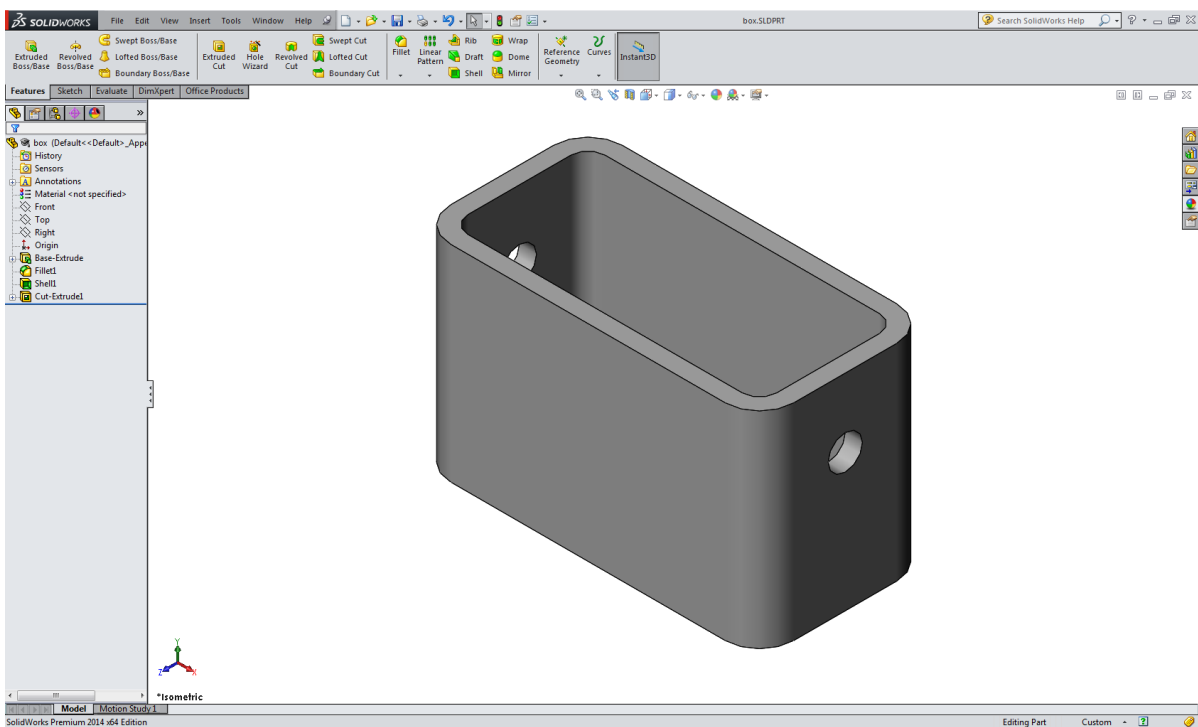 SOLIDWORKS File Edit View Insert Tools Window Help box.SLDPRT Search SolidWorks Help ?
Extruded Boss/Base
Revolved Boss/Base
Swept Boss/Base
Lofted Boss/Base
Boundary Boss/Base
Extruded Cut
Hole Wizard
Revolved Cut
Swept Cut
Lofted Cut
Boundary Cut
Fillet
Linear Pattern
Rib
Draft
Shell
Wrap
Dome
Mirror
Reference Geometry
Curves
Instant3D
Features Sketch Evaluate DimXpert Office Products
»
box (Default<<Default>_Appe
History
Sensors
Annotations
Material <not specified>
Front
Top
Right
Origin
Base-Extrude
Fillet1
Shell1
Cut-Extrude1
Y
Z X
*Isometric
Model Motion Study 1
SolidWorks Premium 2014 x64 Edition Editing Part Custom ?